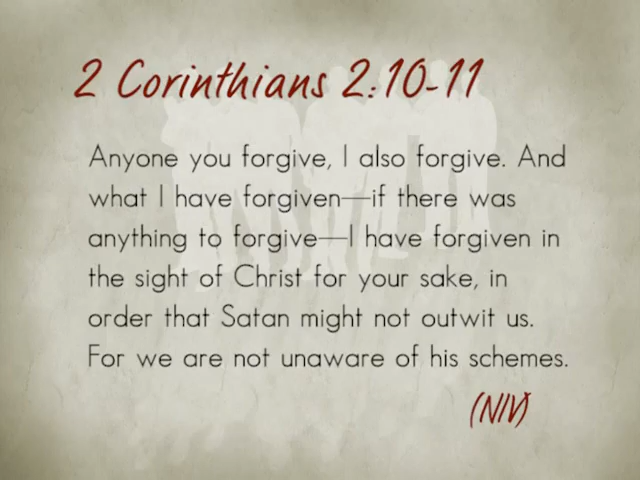 2 Corinthians 2:10-11
Anyone you forgive, I also forgive. And
what I have forgiven—if there was
anything to forgive—I have forgiven in
the sight of Christ for your sake, in
order that Satan might not outwit us.
For we are not unaware of his schemes.
(NIV)